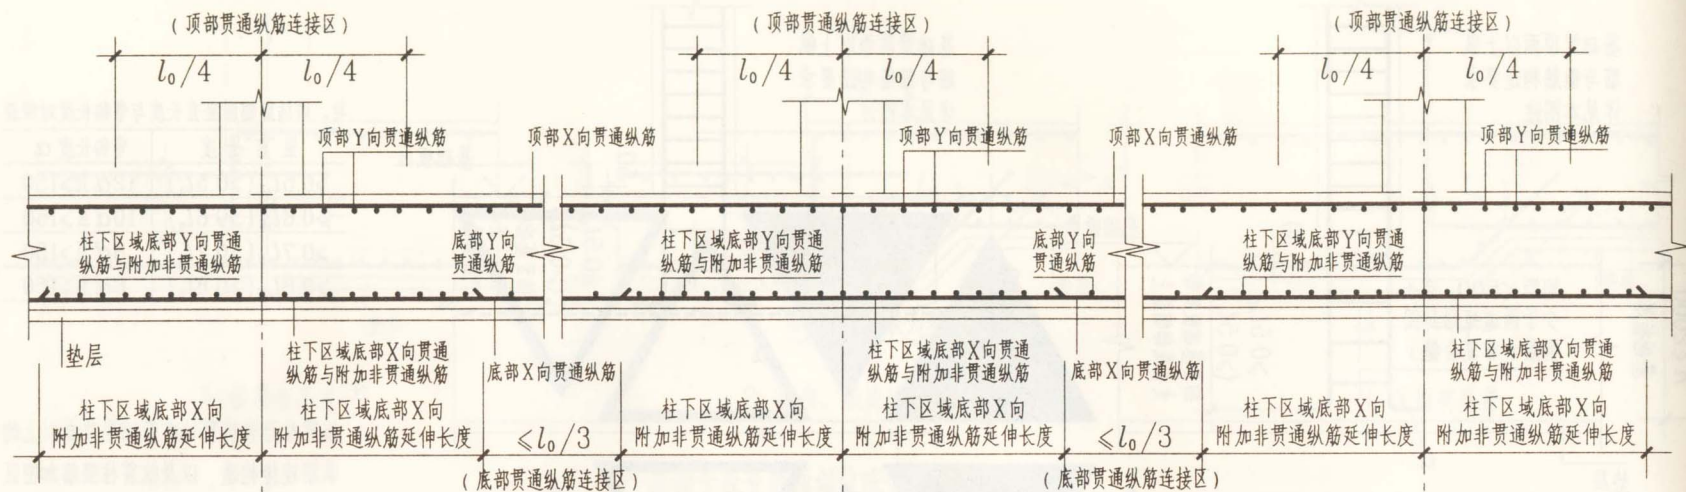 (顶部贯通纵筋连接区) (顶部贯通纵筋连接区) (顶部贯通纵筋连接区)
l₀/4 l₀/4 l₀/4 l₀/4 l₀/4 l₀/4
顶部Y向贯通纵筋 顶部X向贯通纵筋 顶部Y向贯通纵筋 顶部X向贯通纵筋 顶部Y向贯通纵筋
柱下区域底部Y向贯通 底部Y向 柱下区域底部Y向贯通 底部Y向 柱下区域底部Y向贯通
纵筋与附加非贯通纵筋 贯通纵筋 纵筋与附加非贯通纵筋 贯通纵筋 纵筋与附加非贯通纵筋
垫层 柱下区域底部X向贯通 柱下区域底部X向贯通 柱下区域底部X向贯通
纵筋与附加非贯通纵筋 底部X向贯通纵筋 纵筋与附加非贯通纵筋 底部X向贯通纵筋 纵筋与附加非贯通纵筋
柱下区域底部X向 柱下区域底部X向 柱下区域底部X向 柱下区域底部X向 柱下区域底部X向 柱下区域底部X向
附加非贯通纵筋延伸长度 附加非贯通纵筋延伸长度 ≤l₀/3 附加非贯通纵筋延伸长度 附加非贯通纵筋延伸长度 ≤l₀/3 附加非贯通纵筋延伸长度 附加非贯通纵筋延伸长度
(底部贯通纵筋连接区) (底部贯通纵筋连接区)